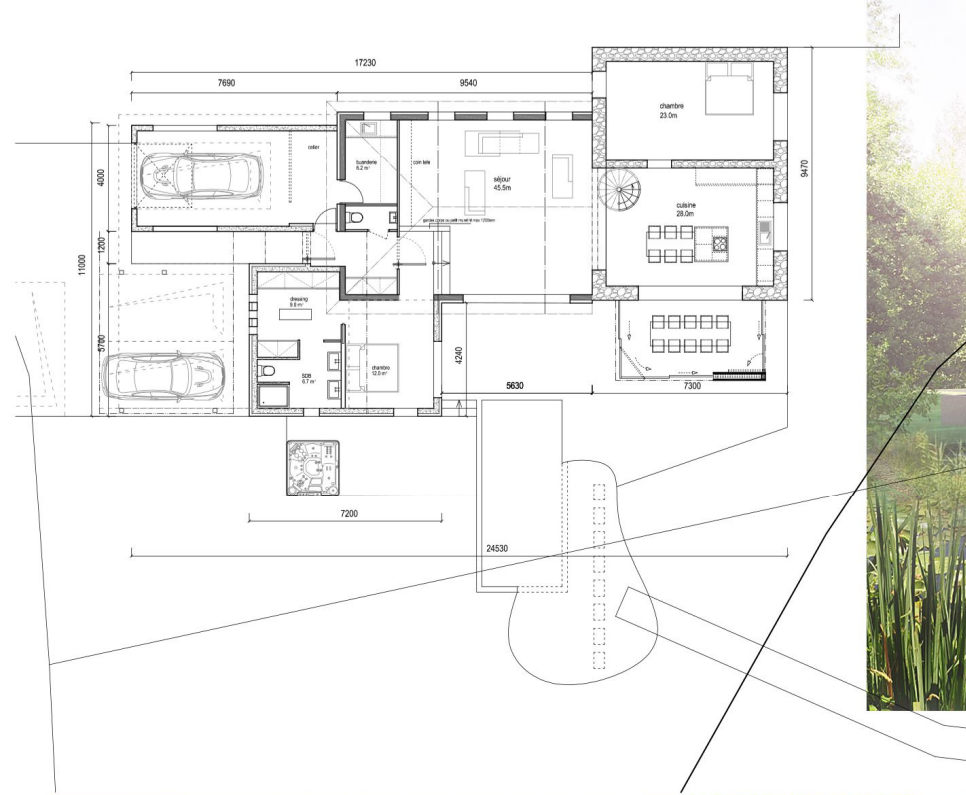 17230
7690
9540
chambre
23.0m
cellier
buanderie
6.2 m²
coin tele
séjour
45.5m
9470
4000
cuisine
28.0m
1200
11000
dressing
9.8 m²
5700
4240
SDB
6.7 m²
chambre
12.0 m²
5630
7300
7200
24530